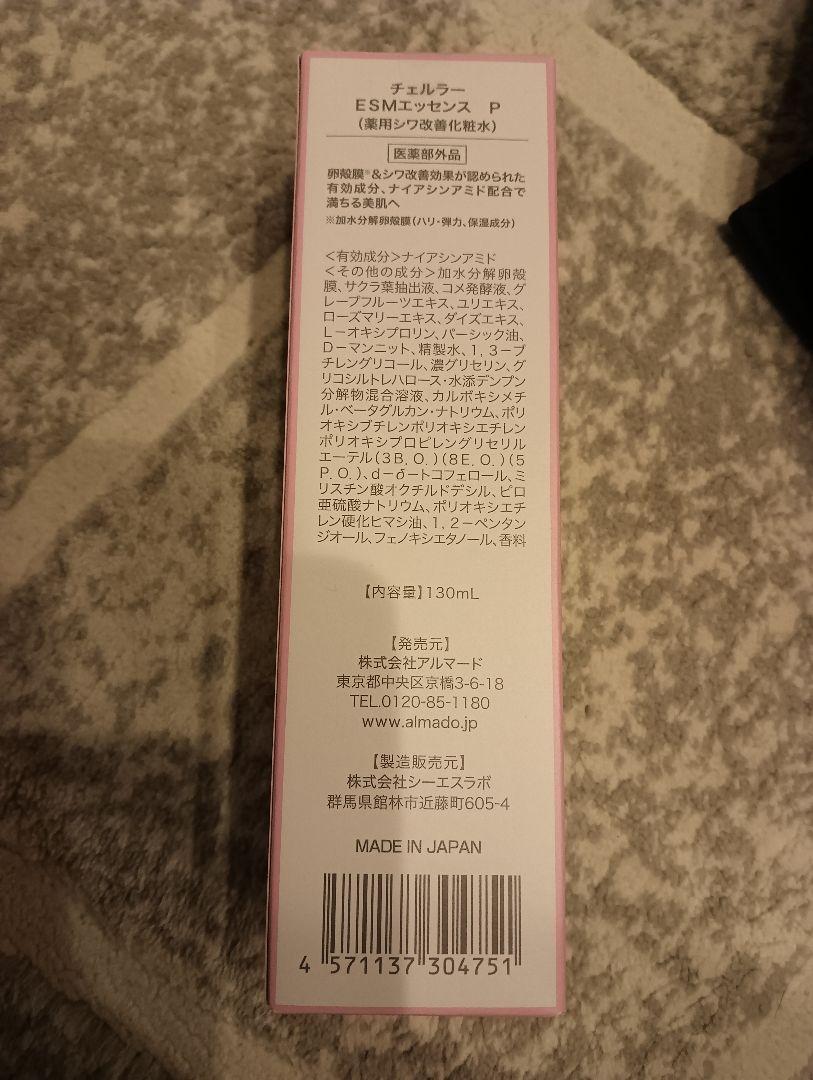 チェルラー
ESMエッセンス P
(薬用シワ改善化粧水)
医薬部外品
卵殻膜※&シワ改善効果が認められた
有効成分、ナイアシンアミド配合で
満ちる美肌へ
※加水分解卵殻膜(ハリ・弾力、保湿成分)
<有効成分>ナイアシンアミド
<その他の成分>加水分解卵殻
膜、サクラ葉抽出液、コメ発酵液、グ
レープフルーツエキス、ユリエキス、
ローズマリーエキス、ダイズエキス、
L-オキシプロリン、パーシック油、
D-マンニット、精製水、1,3-ブ
チレングリコール、濃グリセリン、グ
リコシルトレハロース・水添デンプン
分解物混合溶液、カルボキシメチ
ル・ベータグルカン・ナトリウム、ポリ
オキシブチレンポリオキシエチレン
ポリオキシプロピレングリセリル
エーテル(3B.O.)(8E.O.)(5
P.O.)、d-δ-トコフェロール、ミ
リスチン酸オクチルドデシル、ピロ
亜硫酸ナトリウム、ポリオキシエチ
レン硬化ヒマシ油、1,2-ペンタン
ジオール、フェノキシエタノール、香料
【内容量】130mL
【発売元】
株式会社アルマード
東京都中央区京橋3-6-18
TEL.0120-85-1180
www.almado.jp
【製造販売元】
株式会社シーエスラボ
群馬県館林市近藤町605-4
MADE IN JAPAN
4 571137 304751